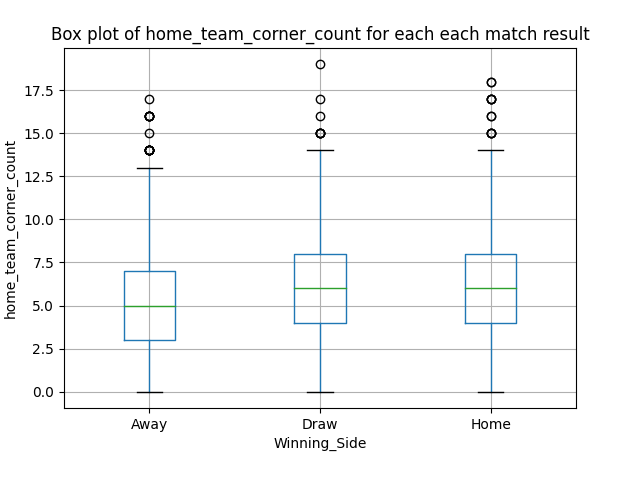 Box plot of home_team_corner_count for each each match result
home_team_corner_count
17.5
15.0
12.5
10.0
7.5
5.0
2.5
0.0
Away Draw Home
Winning_Side